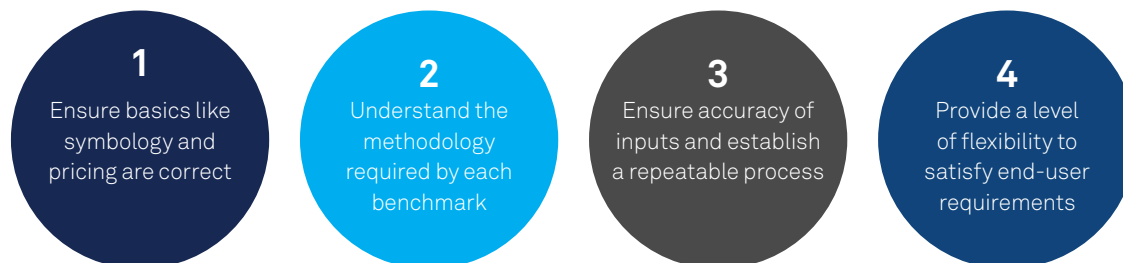 1
Ensure basics like
symbology and
pricing are correct
2
Understand the
methodology
required by each
benchmark
3
Ensure accuracy of
inputs and establish
a repeatable process
4
Provide a level
of flexibility to
satisfy end-user
requirements